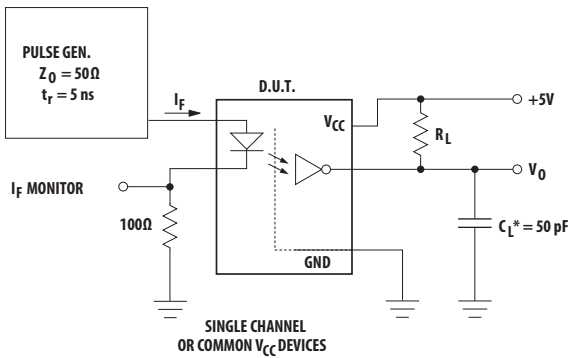 PULSE GEN.
Z0 = 50Ω
tr = 5 ns
IF
D.U.T.
VCC
+5V
RL
VO
IF MONITOR
100Ω
CL* = 50 pF
GND
SINGLE CHANNEL
OR COMMON VCC DEVICES